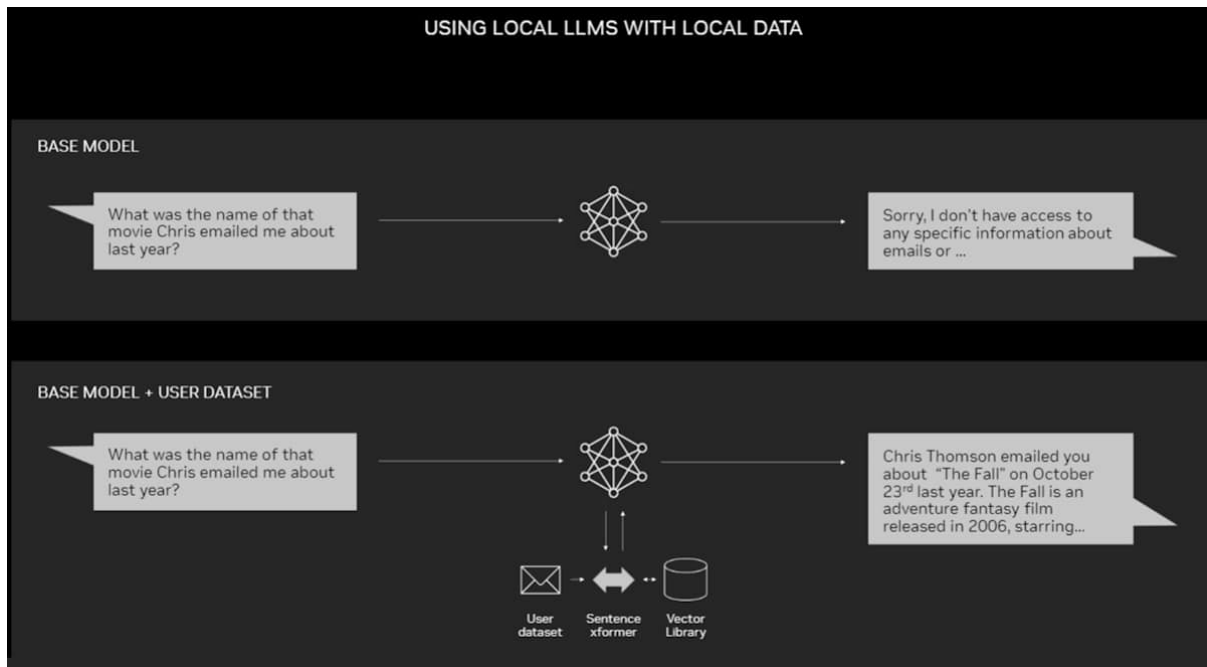 USING LOCAL LLMS WITH LOCAL DATA
BASE MODEL
What was the name of that
movie Chris emailed me about
last year?
Sorry, I don't have access to
any specific information about
emails or ...
BASE MODEL + USER DATASET
What was the name of that
movie Chris emailed me about
last year?
Chris Thomson emailed you
about "The Fall" on October
23rd last year. The Fall is an
adventure fantasy film
released in 2006, starring...
User
dataset
Sentence
xformer
Vector
Library